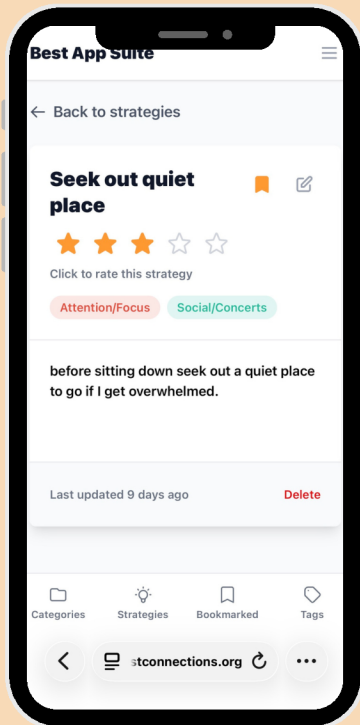 Best App Suite
← Back to strategies
Seek out quiet
place
Click to rate this strategy
Attention/Focus Social/Concerts
before sitting down seek out a quiet place
to go if I get overwhelmed.
Last updated 9 days ago Delete
Categories Strategies Bookmarked Tags
stconnections.org